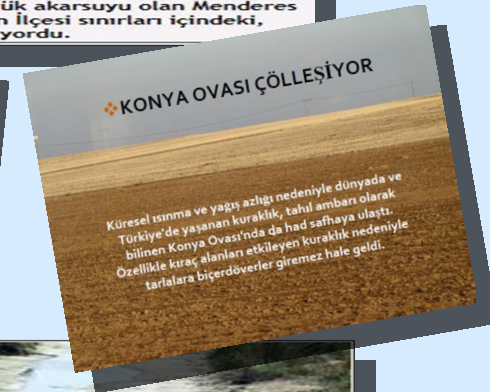 ük akarsuyu olan Menderes
n İlçesi sınırları içindeki,
yordu.
KONYA OVASI ÇÖLLEŞİYOR
Küresel ısınma ve yağış azlığı nedeniyle dünyada ve
Türkiye'de yaşanan kuraklık, tahıl ambarı olarak
bilinen Konya Ovası'nda da had safhaya ulaştı.
Özellikle kıraç alanları etkileyen kuraklık nedeniyle
tarlalara biçerdöverler giremez hale geldi.